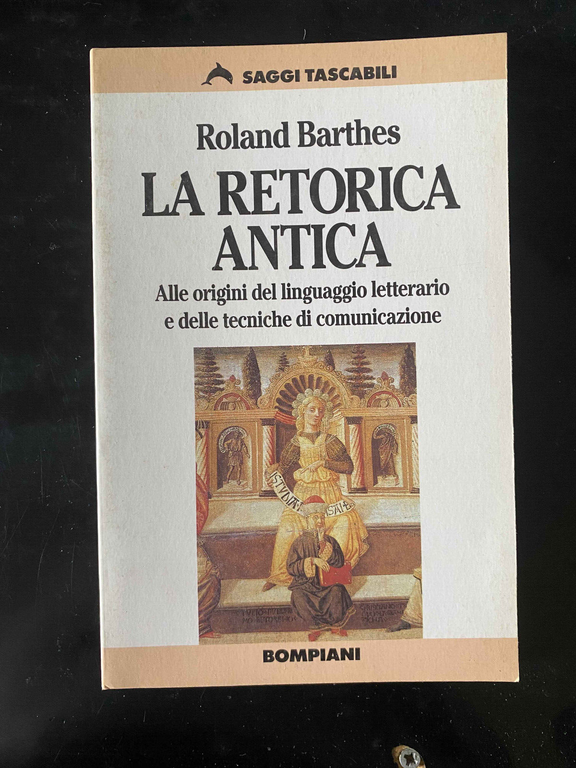 SAGGI TASCABILI
Roland Barthes
LA RETORICA
ANTICA
Alle origini del linguaggio letterario
e delle tecniche di comunicazione
BOMPIANI